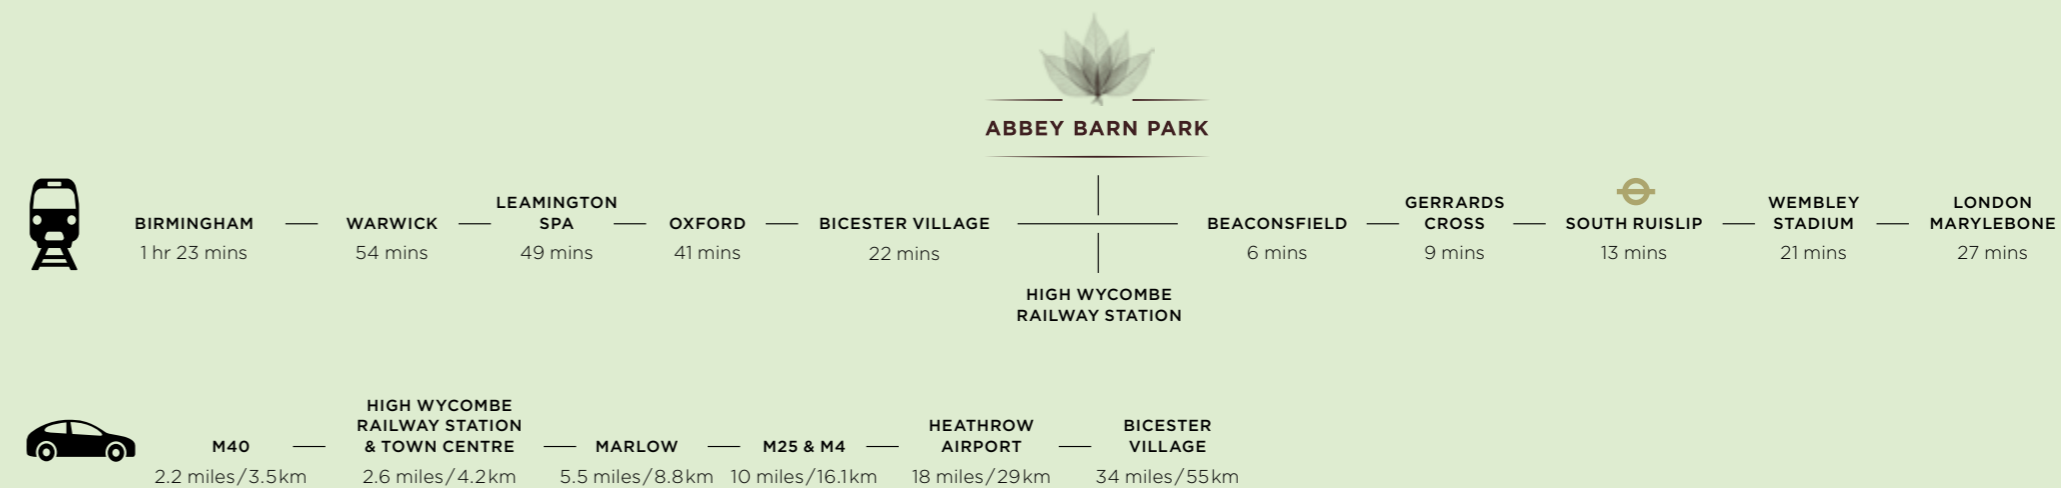 ABBEY BARN PARK
BIRMINGHAM
1 hr 23 mins
WARWICK
54 mins
LEAMINGTON
SPA
49 mins
OXFORD
41 mins
BICESTER VILLAGE
22 mins
HIGH WYCOMBE
RAILWAY STATION
BEACONSFIELD
6 mins
GERRARDS
CROSS
9 mins
SOUTH RUISLIP
13 mins
WEMBLEY
STADIUM
21 mins
LONDON
MARYLEBONE
27 mins
M40
2.2 miles/3.5km
HIGH WYCOMBE
RAILWAY STATION
& TOWN CENTRE
2.6 miles/4.2km
MARLOW
5.5 miles/8.8km
M25 & M4
10 miles/16.1km
HEATHROW
AIRPORT
18 miles/29km
BICESTER
VILLAGE
34 miles/55km